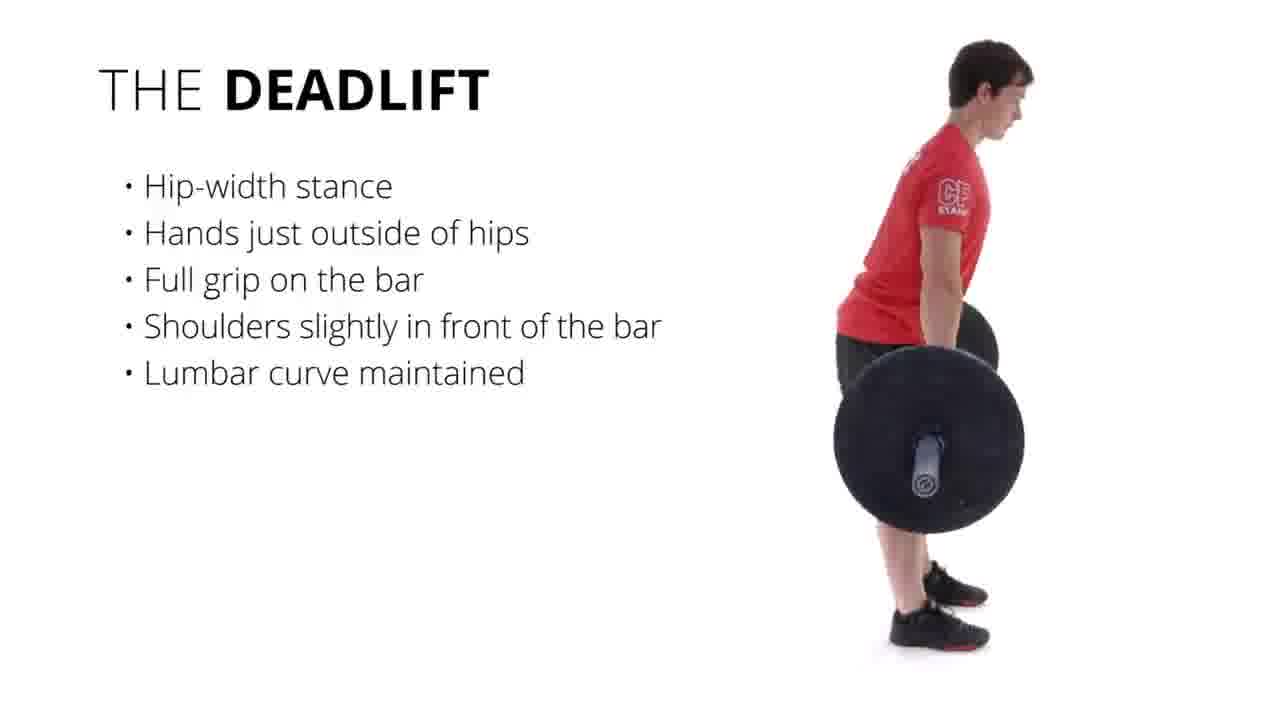 THE DEADLIFT
• Hip-width stance
• Hands just outside of hips
• Full grip on the bar
• Shoulders slightly in front of the bar
• Lumbar curve maintained
CF